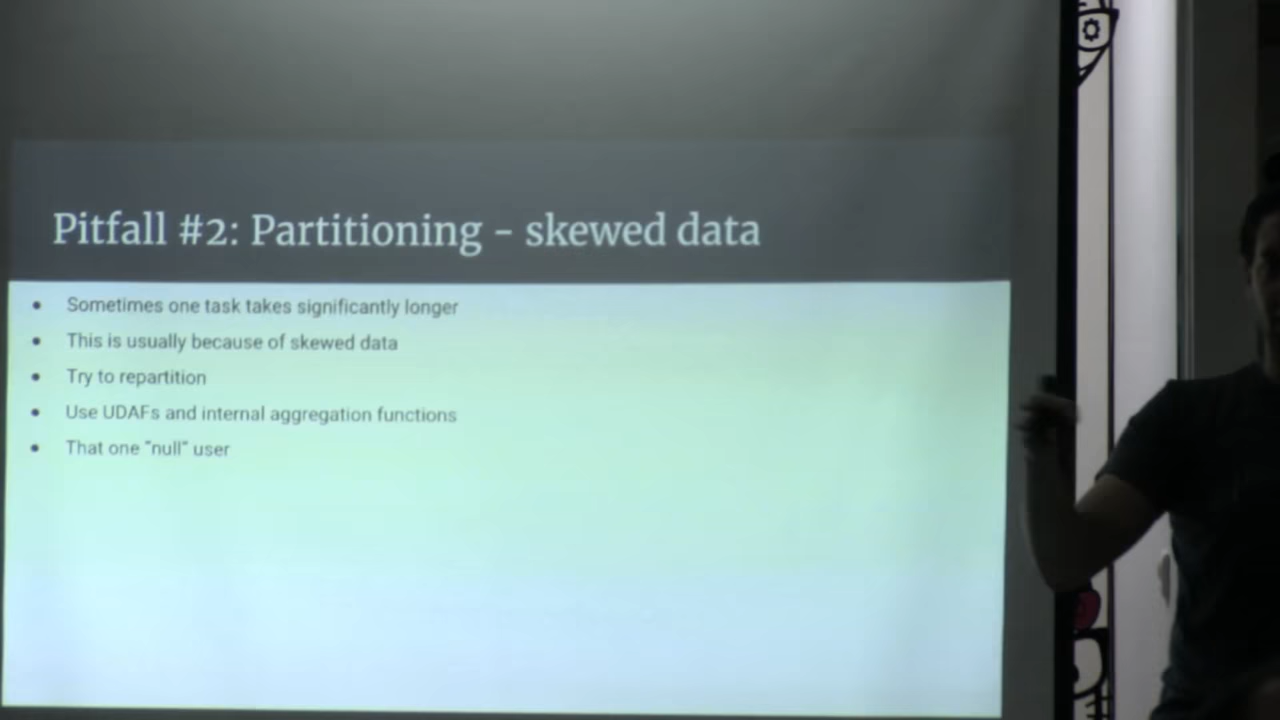 Pitfall #2: Partitioning - skewed data
• Sometimes one task takes significantly longer
• This is usually because of skewed data
• Try to repartition
• Use UDAFs and internal aggregation functions
• That one "null" user